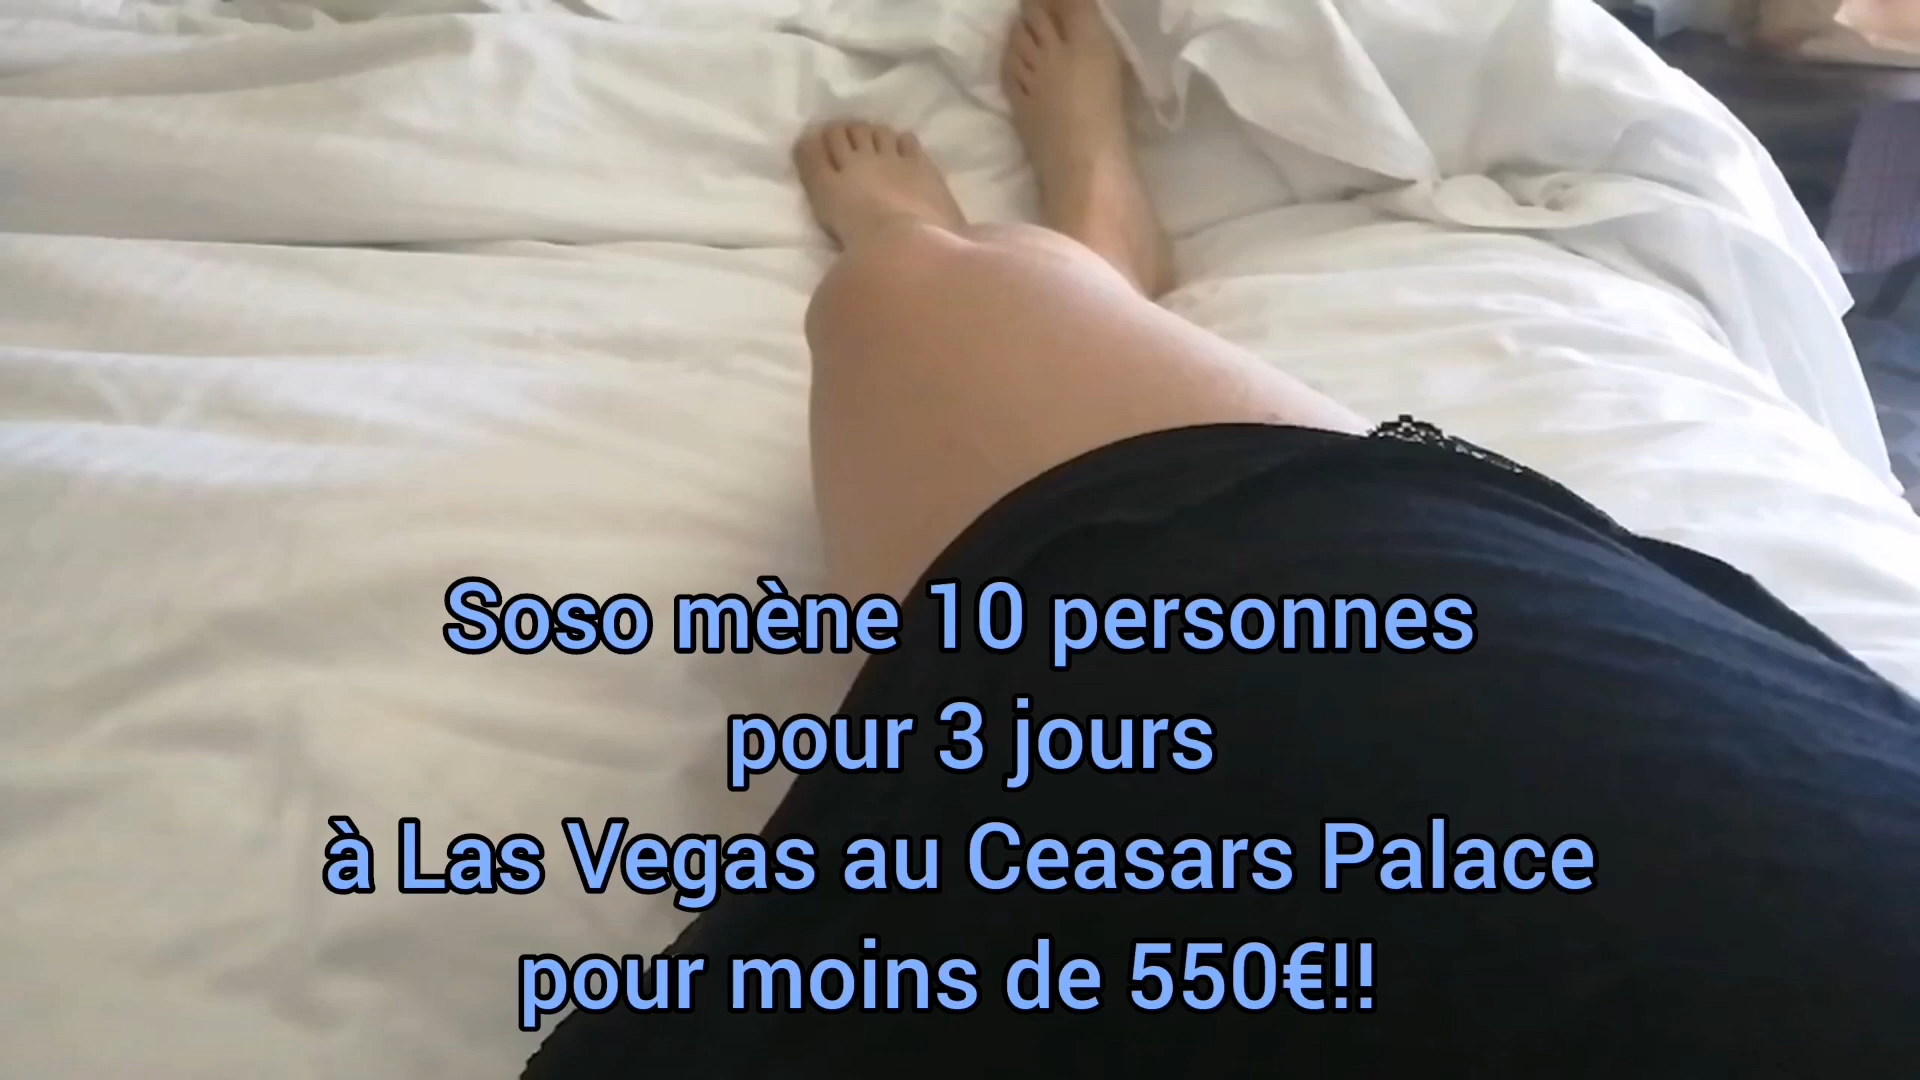 Soso mène 10 personnes
pour 3 jours
à Las Vegas au Ceasars Palace
pour moins de 550€!!